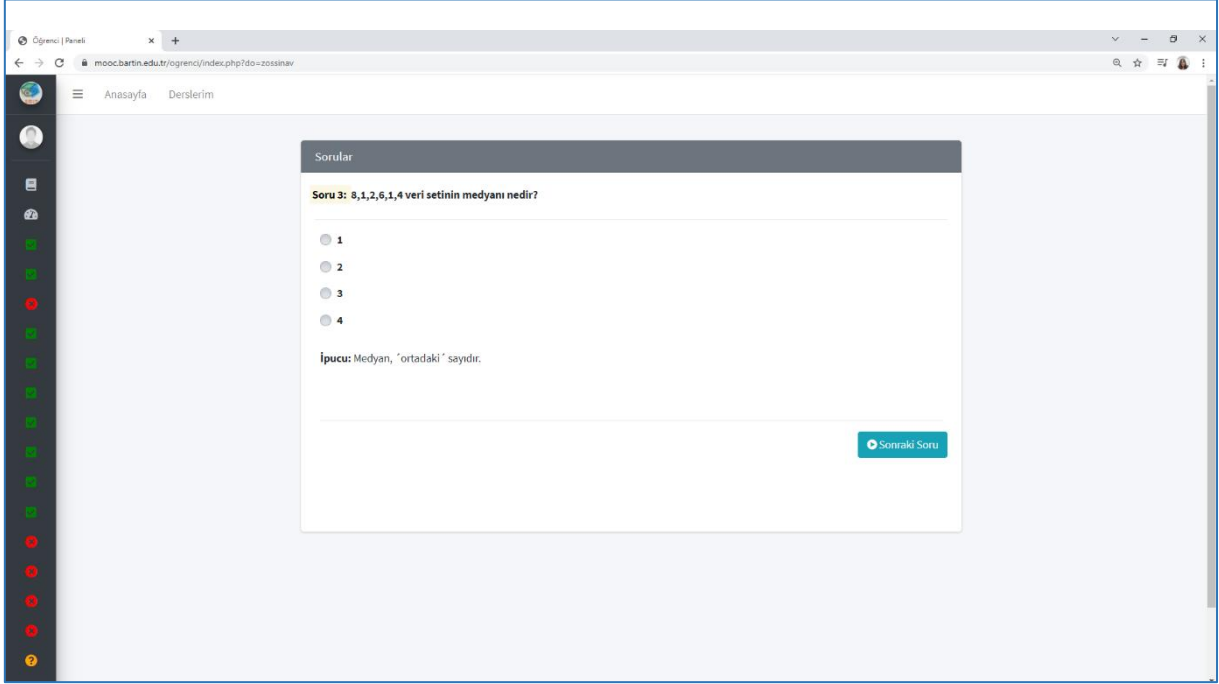 Öğrenci | Paneli
mooc.bartin.edu.tr/ogrenci/index.php?do=zossinav
Anasayfa Derslerim
Sorular
Soru 3: 8,1,2,6,1,4 veri setinin medyanı nedir?
1
2
3
4
İpucu: Medyan, ´ortadaki´ sayıdır.
Sonraki Soru